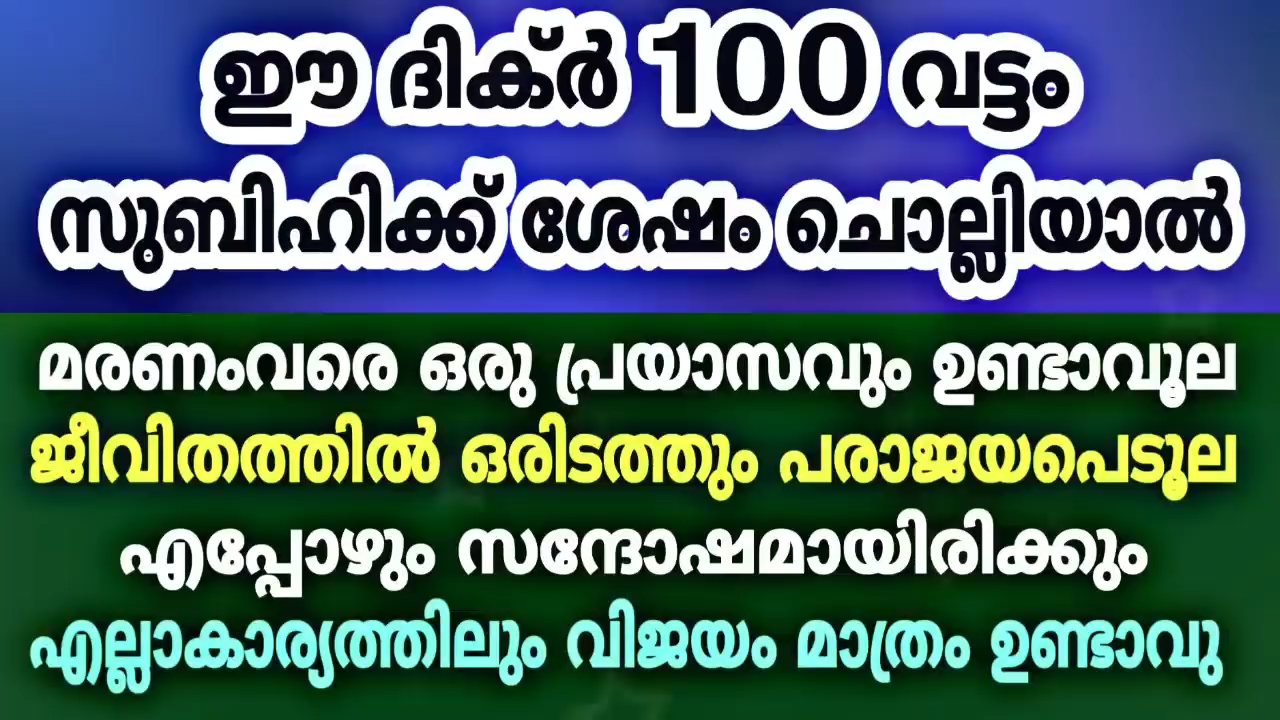 ഈ ദിക്ർ 100 വട്ടം
സുബിഹിക്ക് ശേഷം ചൊല്ലിയാൽ
മരണംവരെ ഒരു പ്രയാസവും ഉണ്ടാവൂല
ജീവിതത്തിൽ ഒരിടത്തും പരാജയപെടൂല
എപ്പോഴും സന്ദോഷമായിരിക്കും
എല്ലാകാര്യത്തിലും വിജയം മാത്രം ഉണ്ടാവു